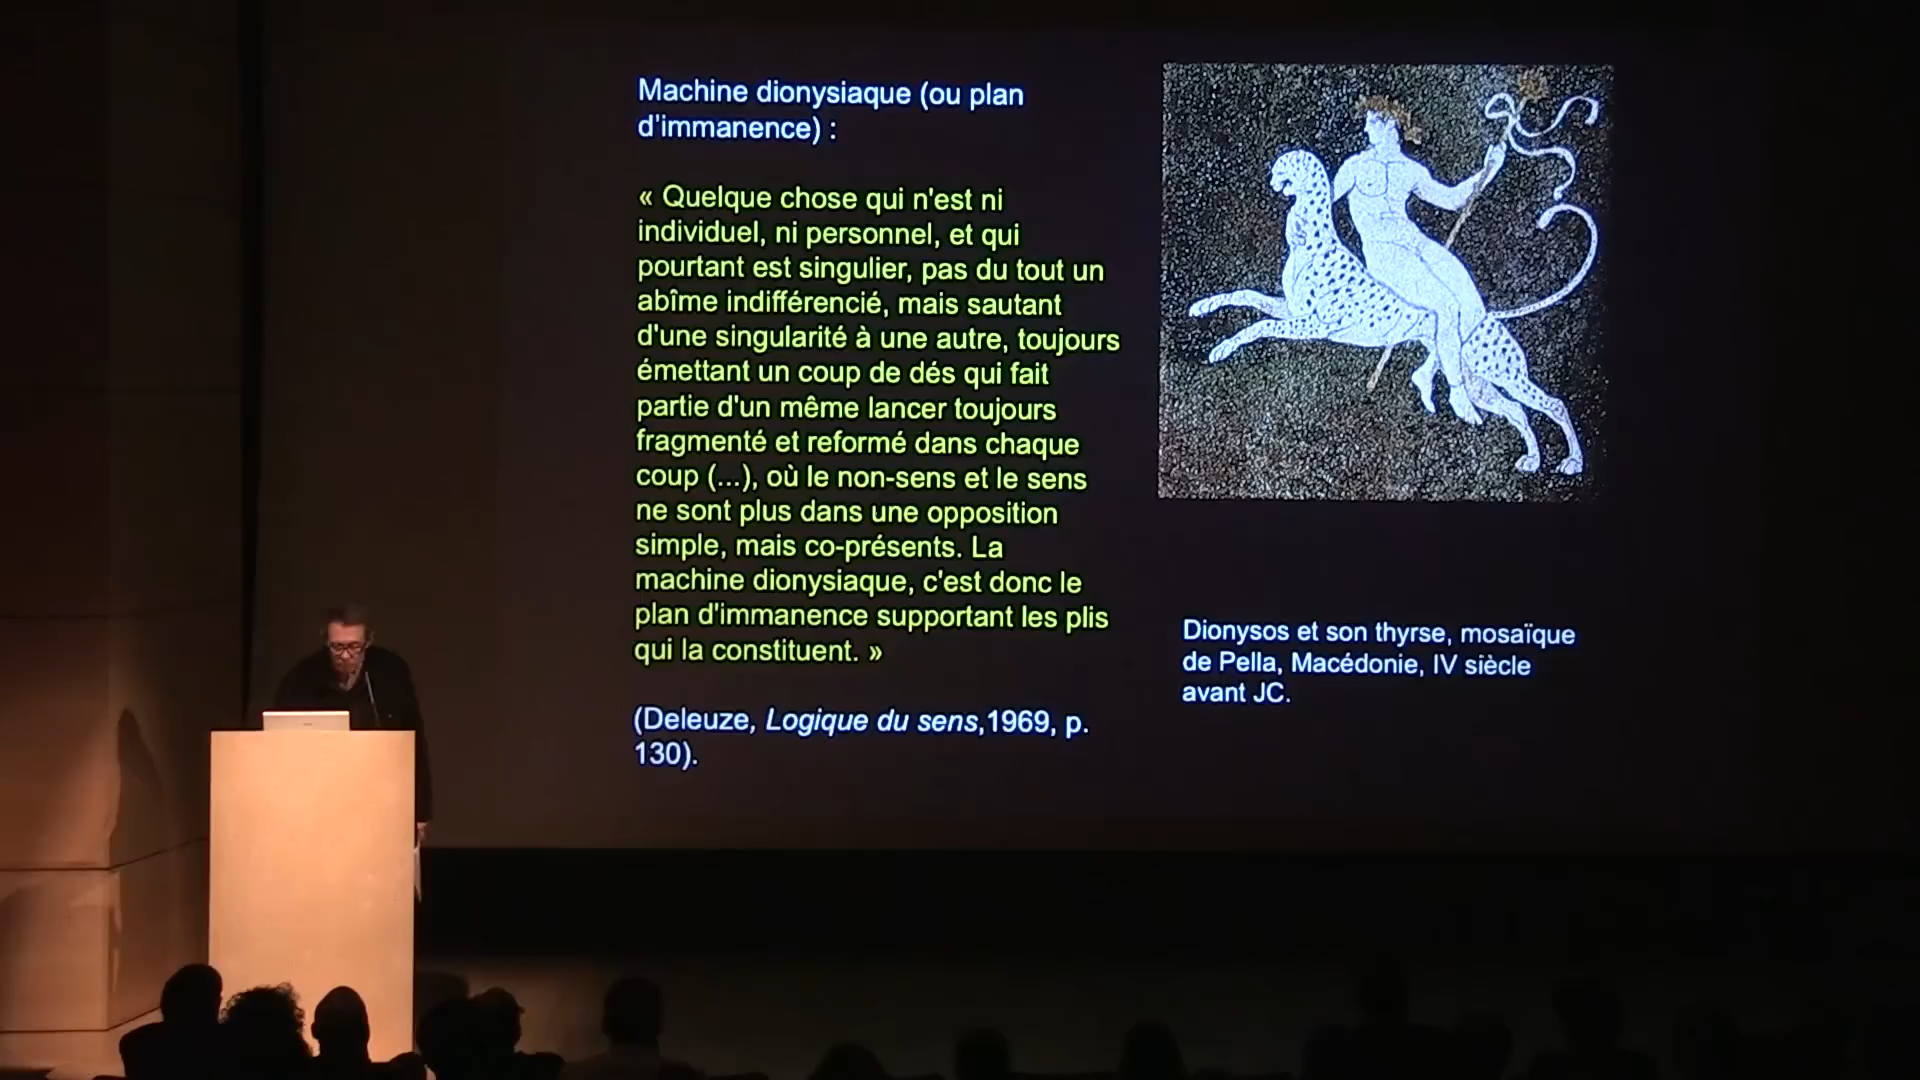 Machine dionysiaque (ou plan
d'immanence) :
« Quelque chose qui n'est ni
individuel, ni personnel, et qui
pourtant est singulier, pas du tout un
abîme indifférencié, mais sautant
d'une singularité à une autre, toujours
émettant un coup de dés qui fait
partie d'un même lancer toujours
fragmenté et reformé dans chaque
coup (...), où le non-sens et le sens
ne sont plus dans une opposition
simple, mais co-présents. La
machine dionysiaque, c'est donc le
plan d'immanence supportant les plis
qui la constituent. »
(Deleuze, Logique du sens,1969, p.
130).
Dionysos et son thyrse, mosaïque
de Pella, Macédonie, IV siècle
avant JC.